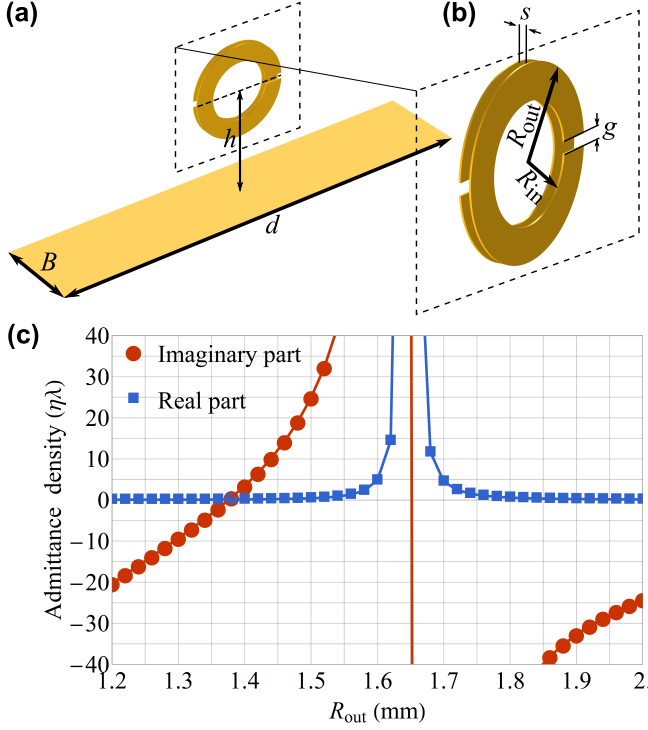 (a)
(b)
s
R_out
g
R_in
h
d
B
(c)
Admittance density (ηλ)
40
30
20
10
0
−10
−20
−30
−40
Imaginary part
Real part
1.2 1.3 1.4 1.5 1.6 1.7 1.8 1.9 2.
R_out (mm)